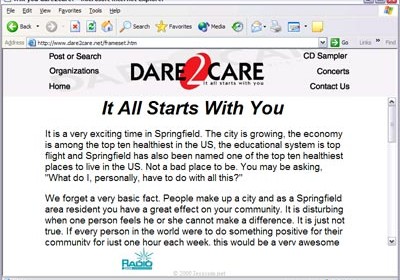 File Edit View Favorites Tools Help
Back Search Favorites Media
Address http://www.dare2care.net/frameset.htm Go Links
Post or Search
Organizations
Home
DARE2CARE
it all starts with you
CD Sampler
Concerts
Contact Us
It All Starts With You
It is a very exciting time in Springfield. The city is growing, the economy
is among the top ten healthiest in the US, the educational system is top
flight and Springfield has also been named one of the top ten healthiest
places to live in the US. Not a bad place to be. You may be asking,
"What do I, personally, have to do with all this?"
We forget a very basic fact. People make up a city and as a Springfield
area resident you have a great effect on your community. It is disturbing
when one person feels he or she cannot make a difference. It is just not
true. If every person in the world were to do something positive for their
community for just one hour each week, this would be a very awesome
RADIO